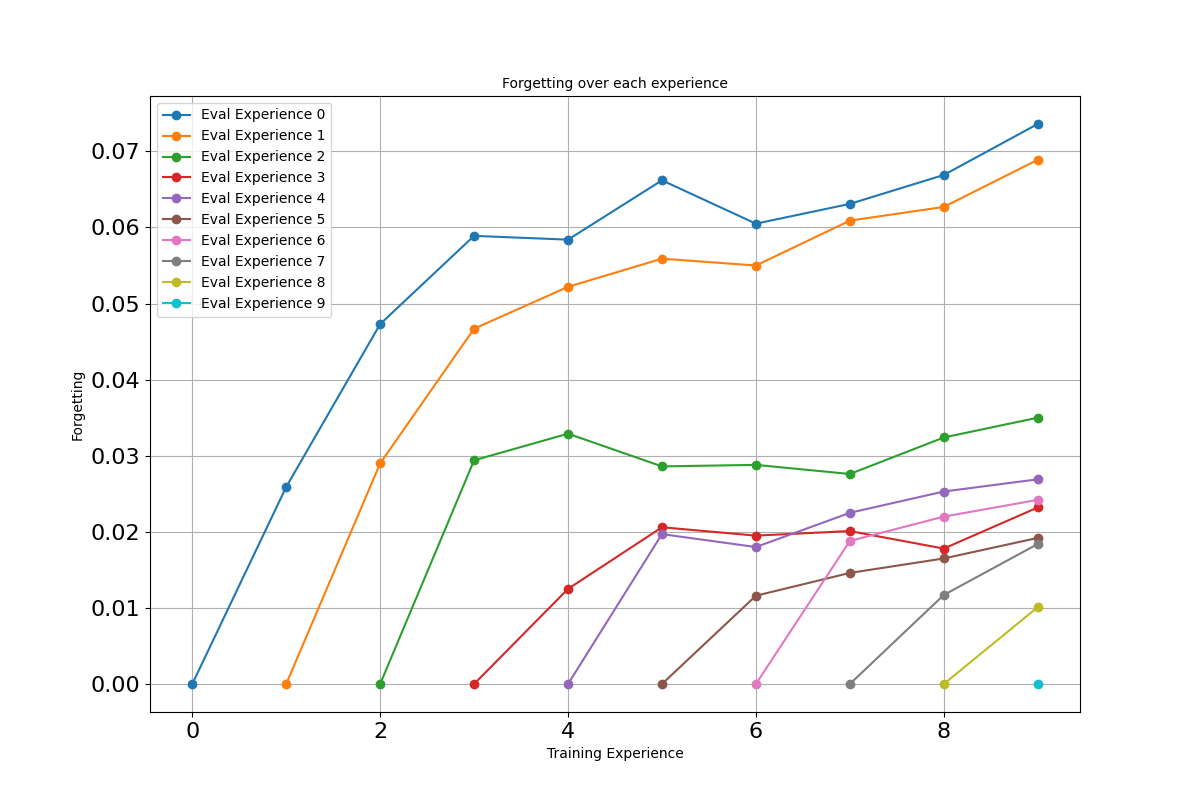 Forgetting over each experience
Eval Experience 0
Eval Experience 1
Eval Experience 2
Eval Experience 3
Eval Experience 4
Eval Experience 5
Eval Experience 6
Eval Experience 7
Eval Experience 8
Eval Experience 9
0.07
0.06
0.05
0.04
0.03
0.02
0.01
0.00
Forgetting
0 2 4 6 8
Training Experience